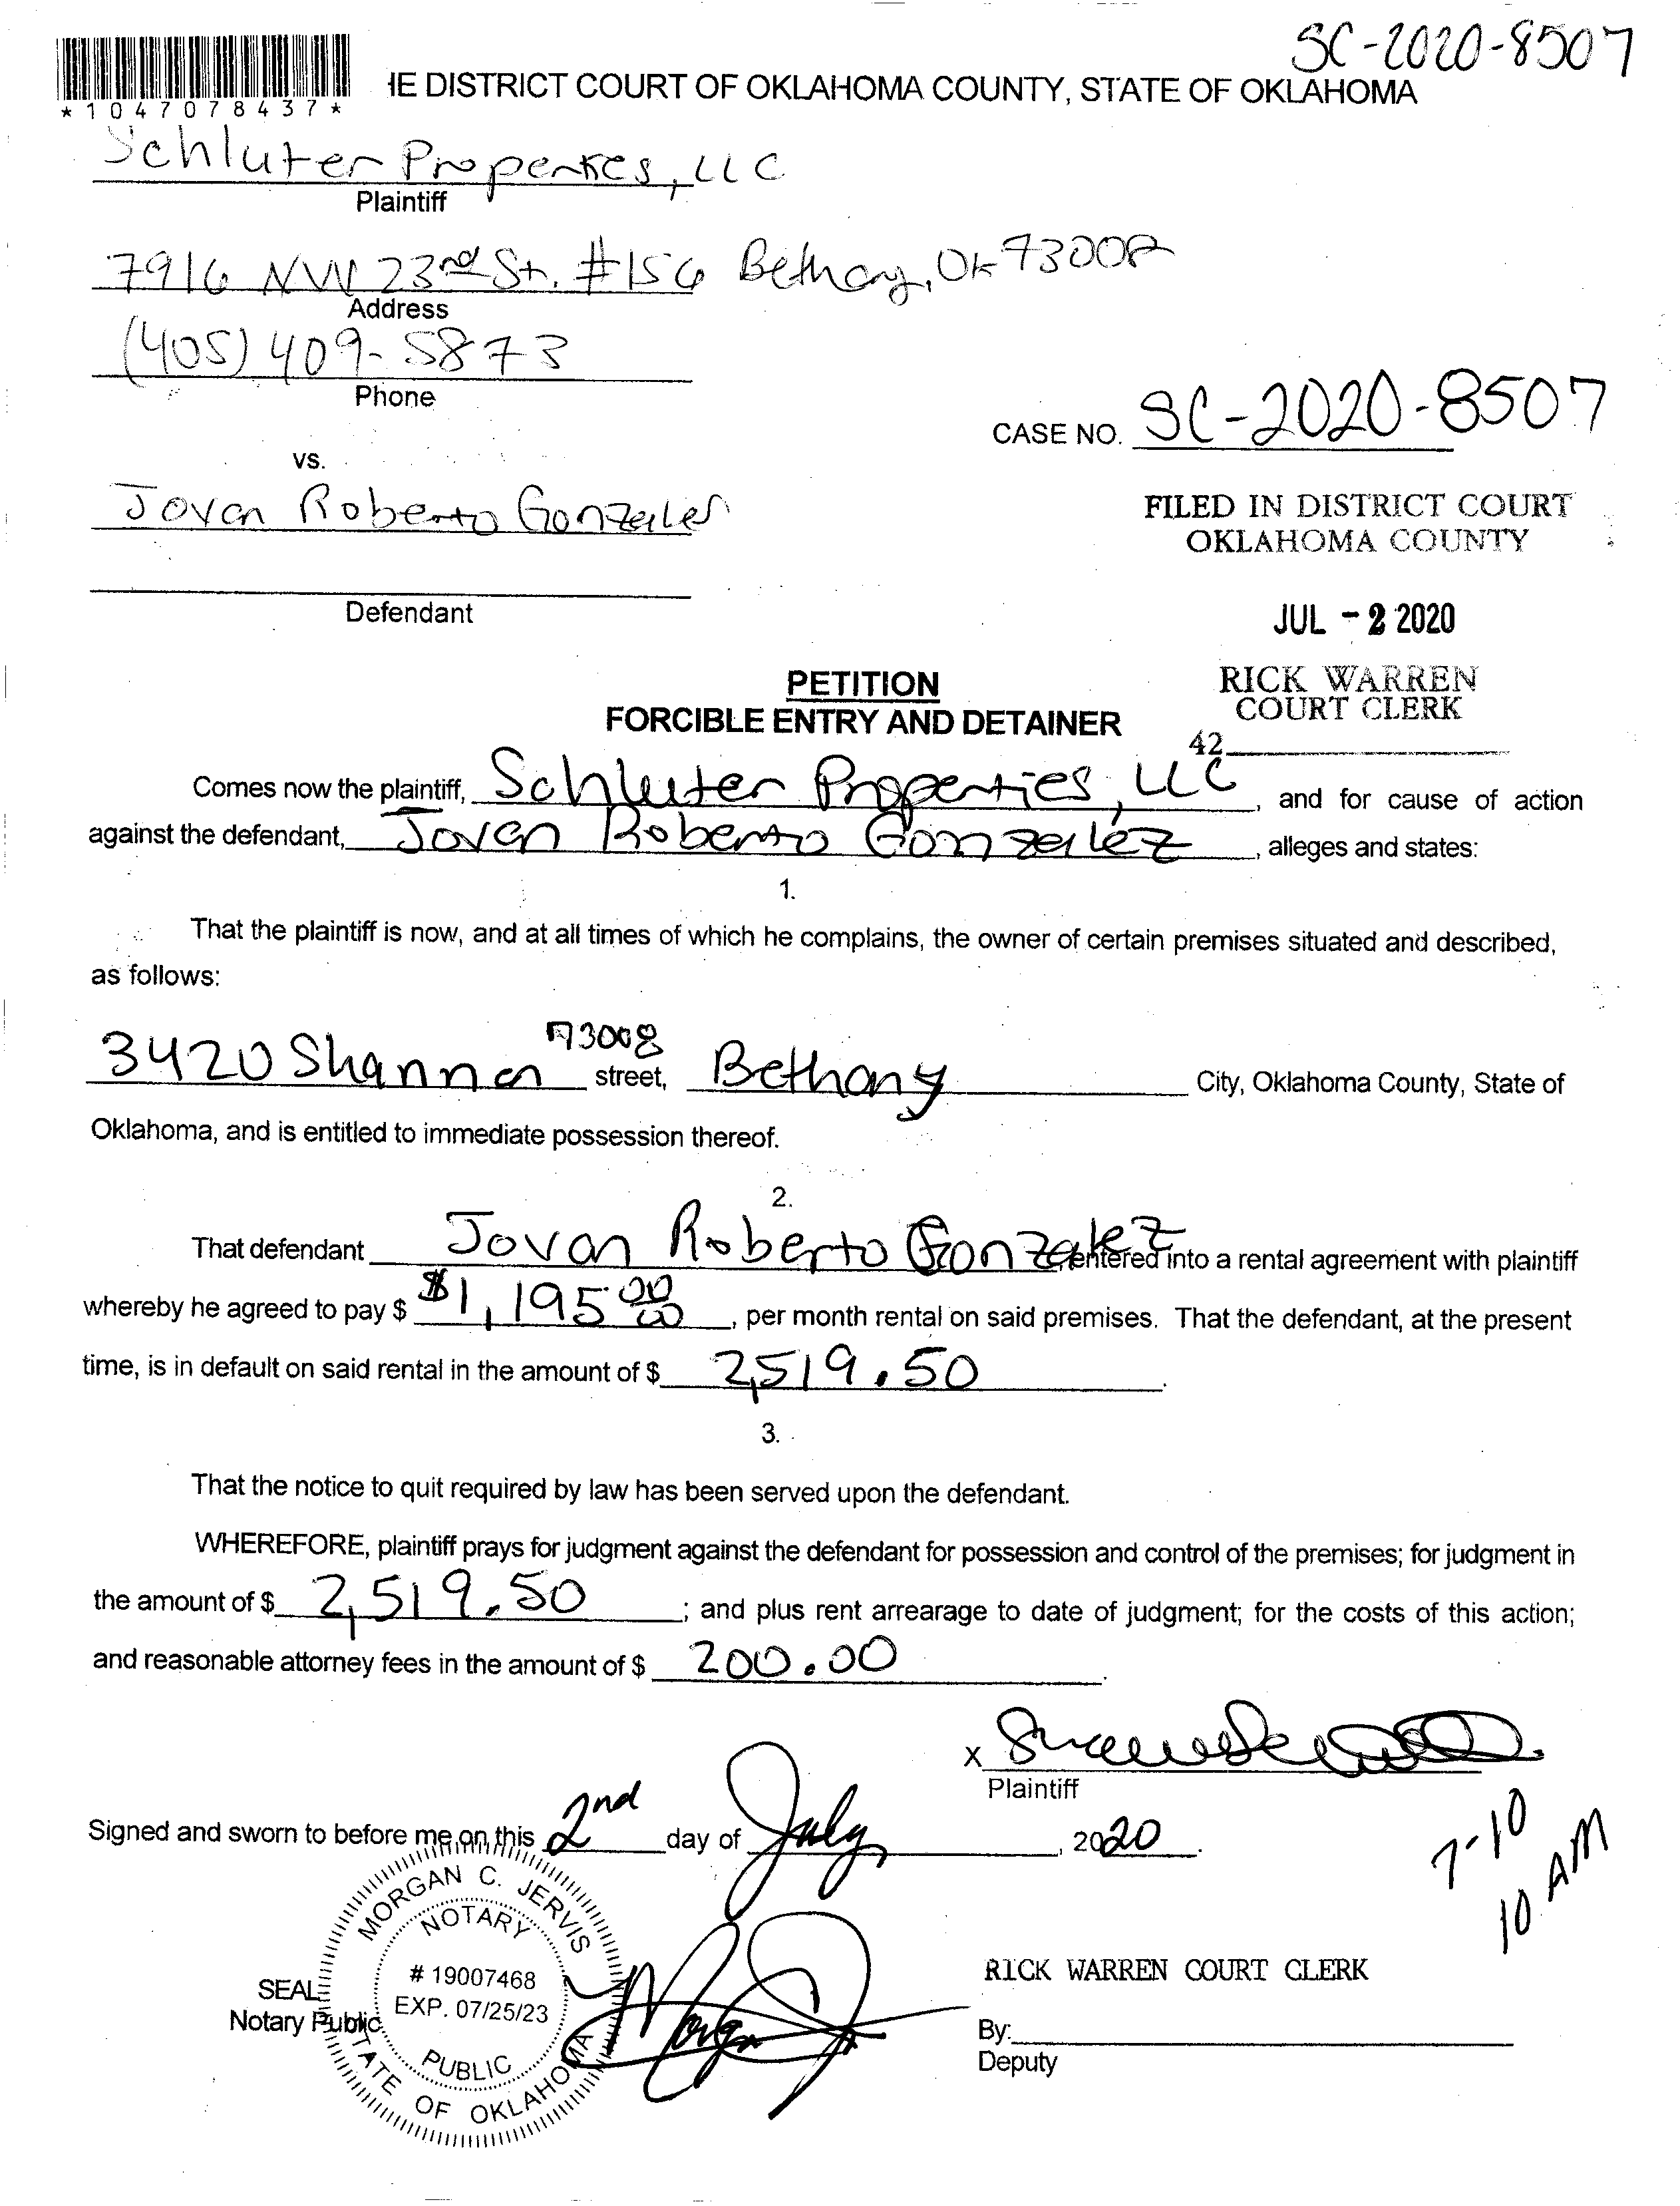 SC-2020-8507
*1047078437*
IE DISTRICT COURT OF OKLAHOMA COUNTY, STATE OF OKLAHOMA
Schluter Properties, LLC
Plaintiff
7916 NW 23rd St. #156 Bethany, OK 73008
Address
(405) 409-5873
Phone
CASE NO. SC-2020-8507
vs.
Jovan Roberto Gonzalez
FILED IN DISTRICT COURT
OKLAHOMA COUNTY
Defendant
JUL - 2 2020
PETITION
FORCIBLE ENTRY AND DETAINER
RICK WARREN
COURT CLERK
42
Comes now the plaintiff, Schluter Properties, LLC, and for cause of action
against the defendant, Jovan Roberto Gonzalez, alleges and states:
1.
That the plaintiff is now, and at all times of which he complains, the owner of certain premises situated and described,
as follows:
3420 Shannon 73008 street, Bethany City, Oklahoma County, State of
Oklahoma, and is entitled to immediate possession thereof.
2.
That defendant Jovan Roberto Gonzalez entered into a rental agreement with plaintiff
whereby he agreed to pay $ $1,195 00/00, per month rental on said premises. That the defendant, at the present
time, is in default on said rental in the amount of $ 2,519.50.
3.
That the notice to quit required by law has been served upon the defendant.
WHEREFORE, plaintiff prays for judgment against the defendant for possession and control of the premises; for judgment in
the amount of $ 2,519.50; and plus rent arrearage to date of judgment; for the costs of this action;
and reasonable attorney fees in the amount of $ 200.00.
x
Plaintiff
Signed and sworn to before me on this 2nd day of July, 2020.
7-10
10 AM
MORGAN C. JERVIS
NOTARY
# 19007468
EXP. 07/25/23
PUBLIC
STATE OF OKLAHOMA
SEAL
Notary Public
RICK WARREN COURT CLERK
By:
Deputy